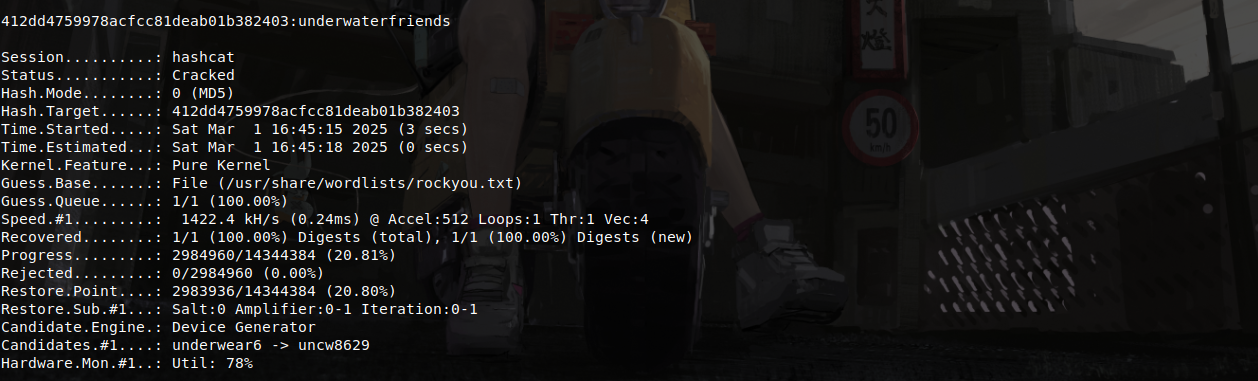 412dd4759978acfcc81deab01b382403:underwaterfriends
Session..........: hashcat
Status...........: Cracked
Hash.Mode........: 0 (MD5)
Hash.Target......: 412dd4759978acfcc81deab01b382403
Time.Started.....: Sat Mar  1 16:45:15 2025 (3 secs)
Time.Estimated...: Sat Mar  1 16:45:18 2025 (0 secs)
Kernel.Feature...: Pure Kernel
Guess.Base.......: File (/usr/share/wordlists/rockyou.txt)
Guess.Queue......: 1/1 (100.00%)
Speed.#1.........:  1422.4 kH/s (0.24ms) @ Accel:512 Loops:1 Thr:1 Vec:4
Recovered........: 1/1 (100.00%) Digests (total), 1/1 (100.00%) Digests (new)
Progress.........: 2984960/14344384 (20.81%)
Rejected.........: 0/2984960 (0.00%)
Restore.Point....: 2983936/14344384 (20.80%)
Restore.Sub.#1...: Salt:0 Amplifier:0-1 Iteration:0-1
Candidate.Engine.: Device Generator
Candidates.#1....: underwear6 -> uncw8629
Hardware.Mon.#1..: Util: 78%
50
km/h